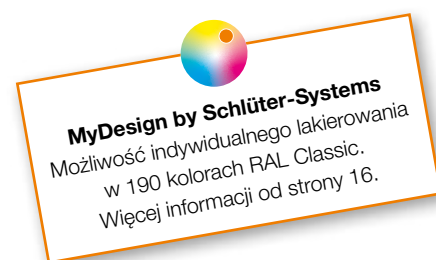 MyDesign by Schlüter-Systems
Możliwość indywidualnego lakierowania
w 190 kolorach RAL Classic.
Więcej informacji od strony 16.